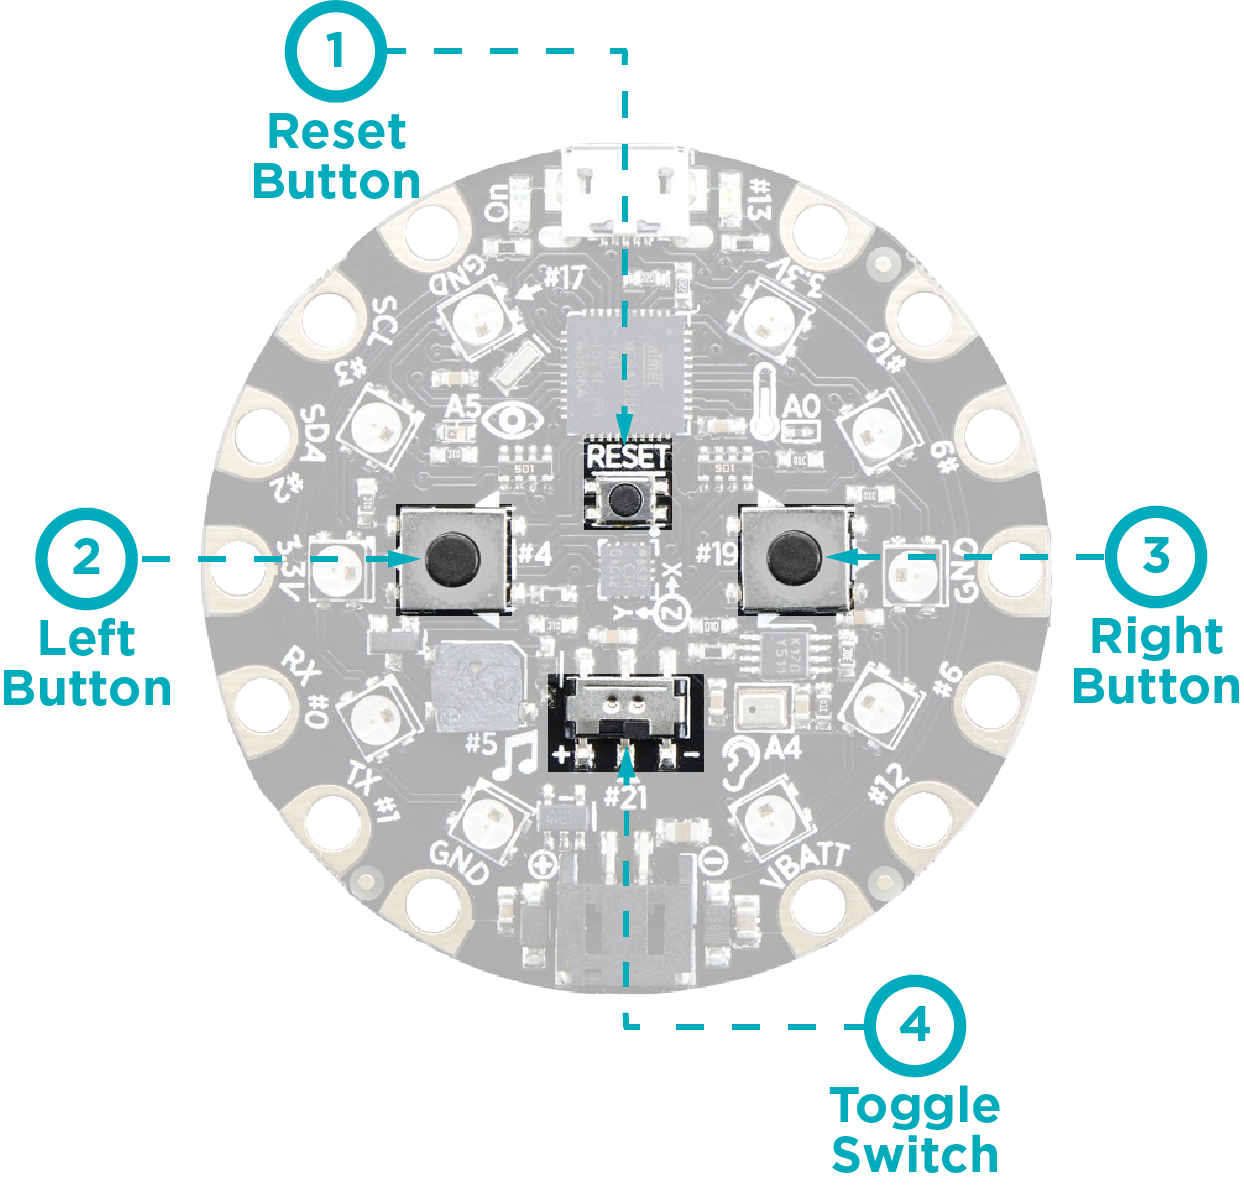 1
Reset
Button
uO
#13
GND
#17
3.3V
SCL #3
#10
ATMEL
A5
A0
SDA #2
#9
RESET
2
3.3V
#4
#19
GND
3
Left
Button
X
Y
Z
Right
Button
RX #0
#6
#5
+
-
A4
TX #1
#21
#12
GND
VBATT
4
Toggle
Switch